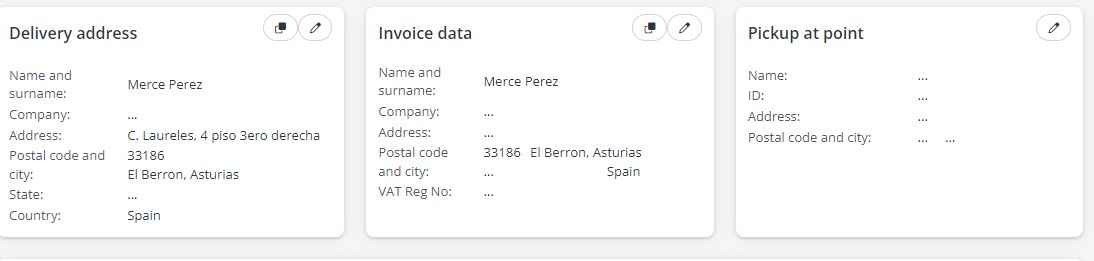 Delivery address
Name and surname: Merce Perez
Company: ...
Address: C. Laureles, 4 piso 3ero derecha
Postal code and city: 33186
El Berron, Asturias
State: ...
Country: Spain
Invoice data
Name and surname: Merce Perez
Company: ...
Address: ...
Postal code and city: 33186 El Berron, Asturias
... Spain
VAT Reg No: ...
Pickup at point
Name: ...
ID: ...
Address: ...
Postal code and city: ... ...